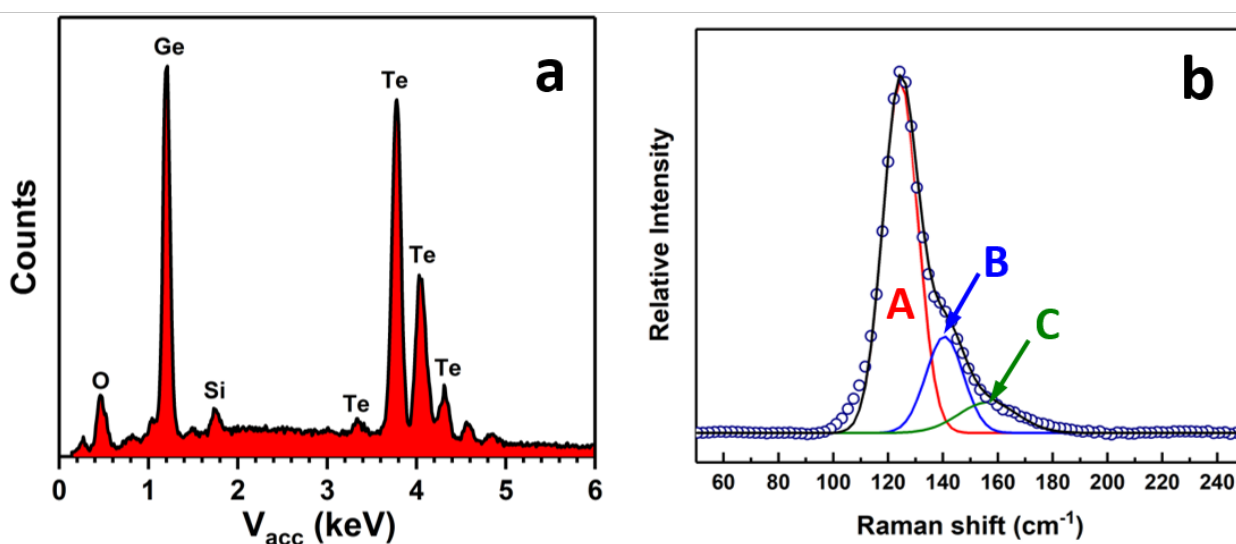 a
Ge
Te
Te
O
Si
Te
Te
Counts
0 1 2 3 4 5 6
V_acc (keV)
b
A
B
C
Relative Intensity
60 80 100 120 140 160 180 200 220 240
Raman shift (cm⁻¹)